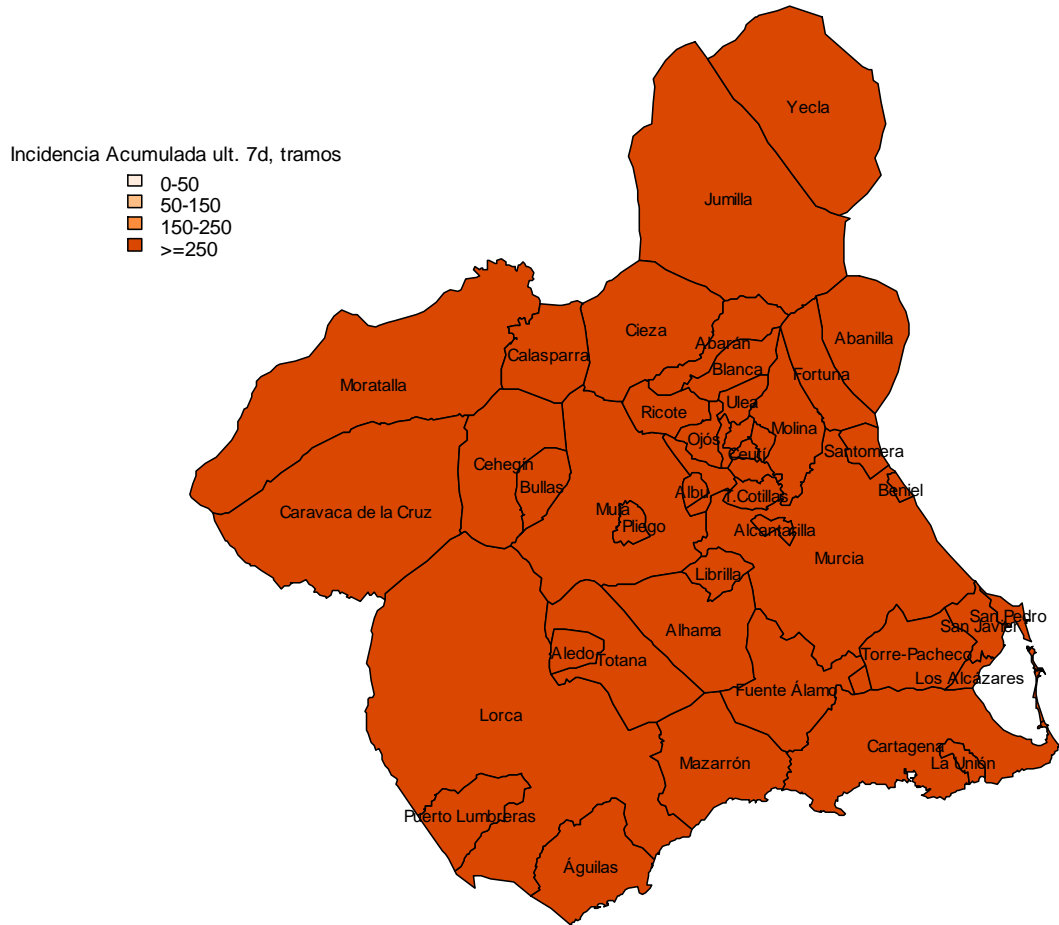 Incidencia Acumulada ult. 7d, tramos
0-50
50-150
150-250
>=250
Yecla
Jumilla
Cieza
Abarán
Abanilla
Calasparra
Blanca
Fortuna
Moratalla
Ulea
Ricote
Molina
Ojós
Santomera
Ceutí
Cehegín
Bullas
Albu
T.Cotillas
Beniel
Caravaca de la Cruz
Mula
Pliego
Alcantarilla
Murcia
Librilla
San Pedro
San Javier
Alhama
Aledo
Totana
Torre-Pacheco
Los Alcázares
Fuente Álamo
Lorca
Cartagena
Mazarrón
La Unión
Puerto Lumbreras
Águilas